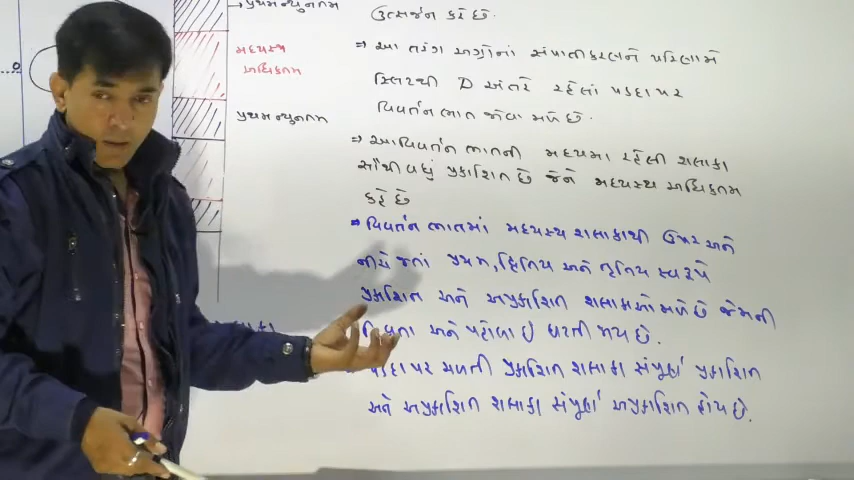 પ્રથમ ન્યુનતમ
મધ્યસ્થ
અધિકતમ
પ્રથમ ન્યુનતમ
ઉત્સર્જન કરે છે.
⇒ આ તરંગ અગ્રોનાં સંપાતીકરણને પરિણામે
સ્લિટથી D અંતરે રહેલાં પડદા પર
વિવર્તન ભાત જોવા મળે છે.
⇒ આ વિવર્તન ભાતની મધ્યમાં રહેલી શલાકા
સૌથી વધું પ્રકાશિત છે જેને મધ્યસ્થ અધિકતમ
કહે છે
⇒ વિવર્તન ભાતમાં મધ્યસ્થ શલાકાથી ઉપર અને
નીચે જતાં પ્રથમ, દ્વિતિય અને તૃતિય સ્વરૂપે
પ્રકાશિત અને અપ્રકાશિત શલાકાઓ મળે છે જેમની
અને પહોળાઈ ઘટતી જાય છે.
પડદા પર મળતી પ્રકાશિત શલાકા સંપૂર્ણ પ્રકાશિત
અને અપ્રકાશિત શલાકા સંપૂર્ણ અપ્રકાશિત હોય છે.